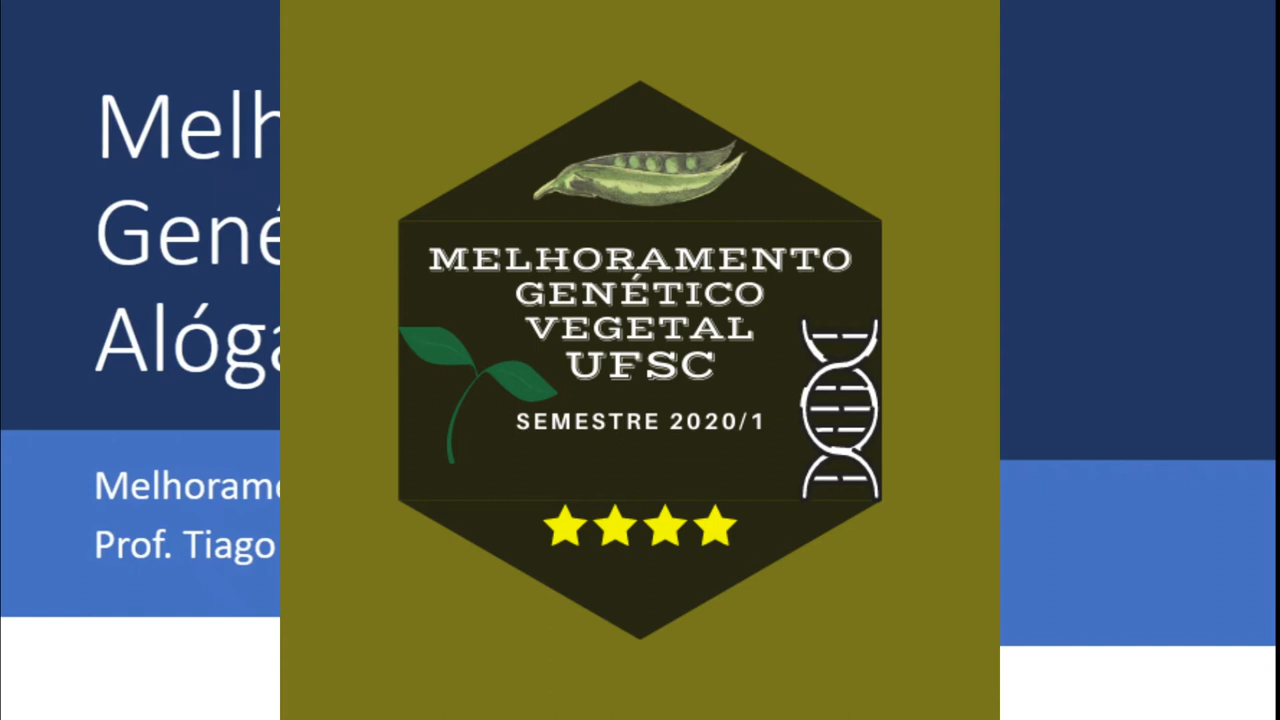 Melh
Gené
Alóga
Melhorame
Prof. Tiago
MELHORAMENTO
GENÉTICO
VEGETAL
UFSC
SEMESTRE 2020/1